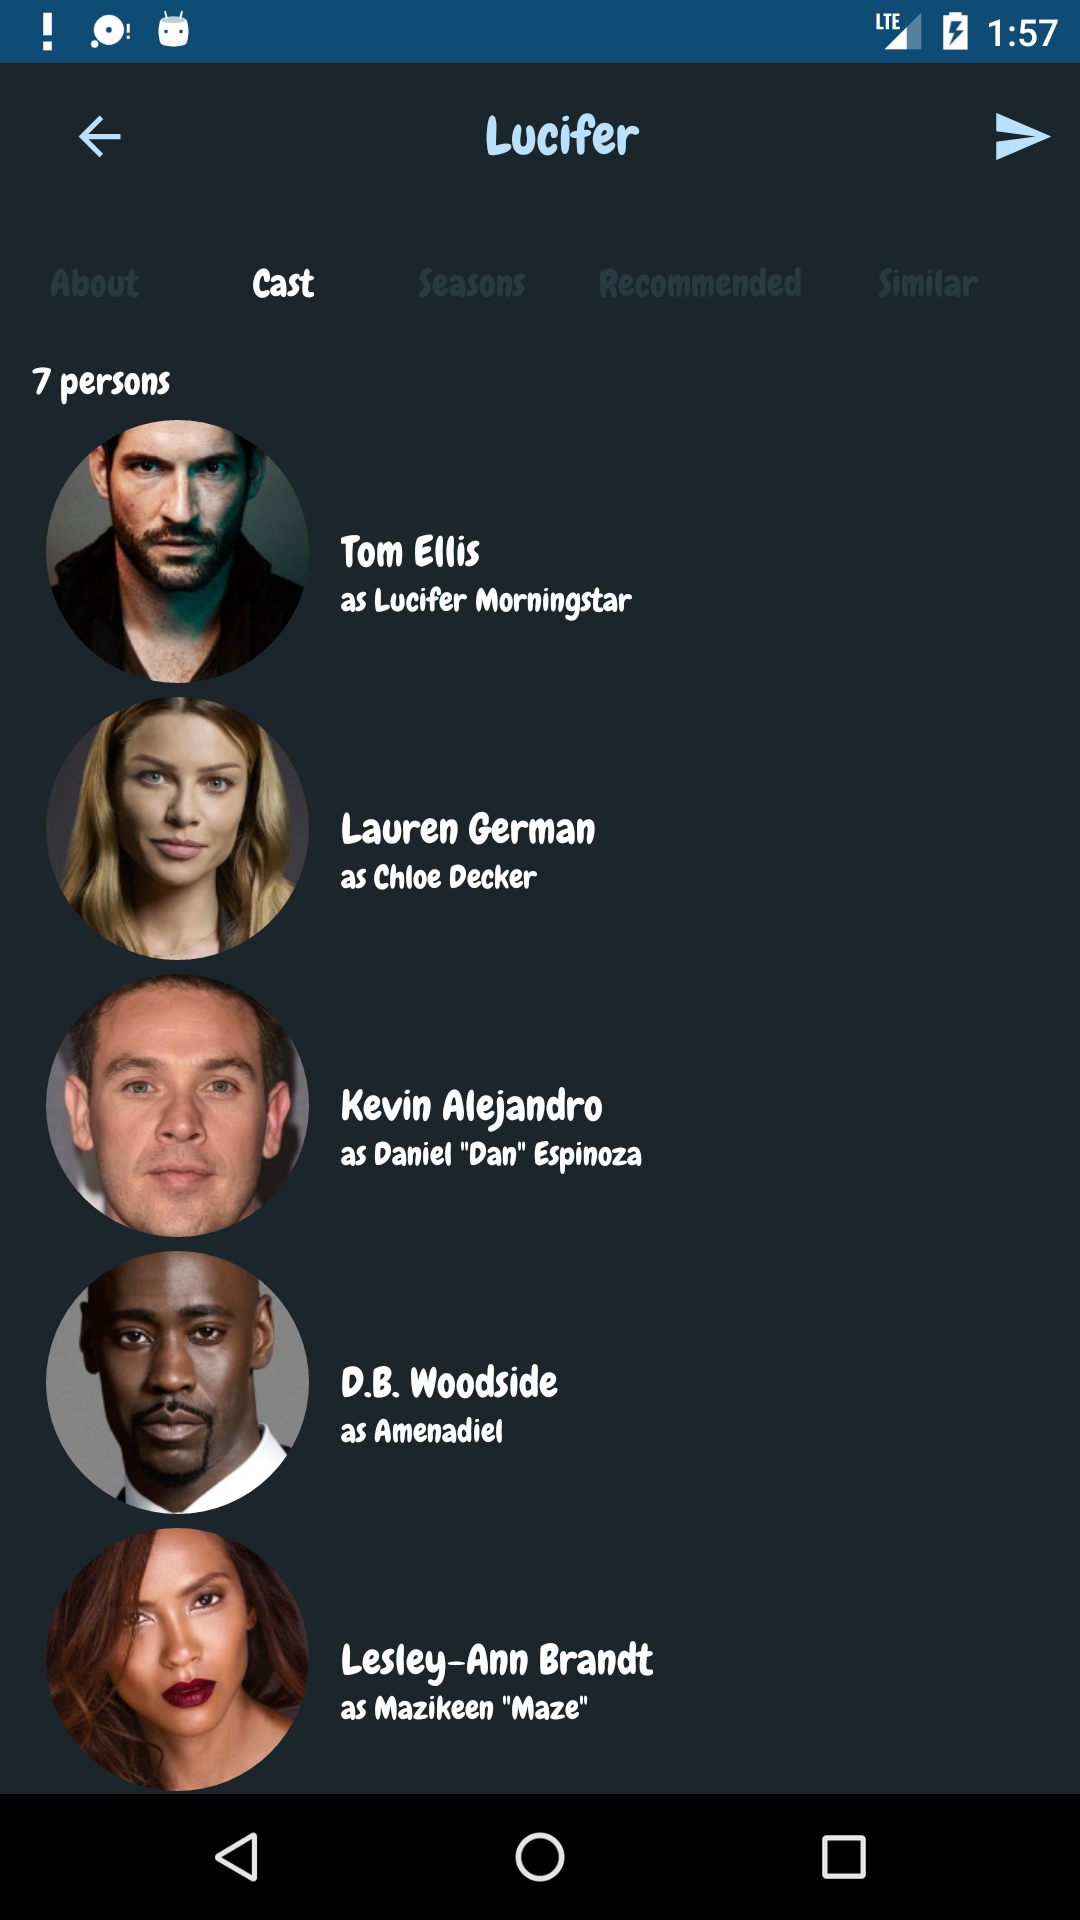 LTE 1:57
Lucifer
About Cast Seasons Recommended Similar
7 persons
Tom Ellis
as Lucifer Morningstar
Lauren German
as Chloe Decker
Kevin Alejandro
as Daniel "Dan" Espinoza
D.B. Woodside
as Amenadiel
Lesley-Ann Brandt
as Mazikeen "Maze"